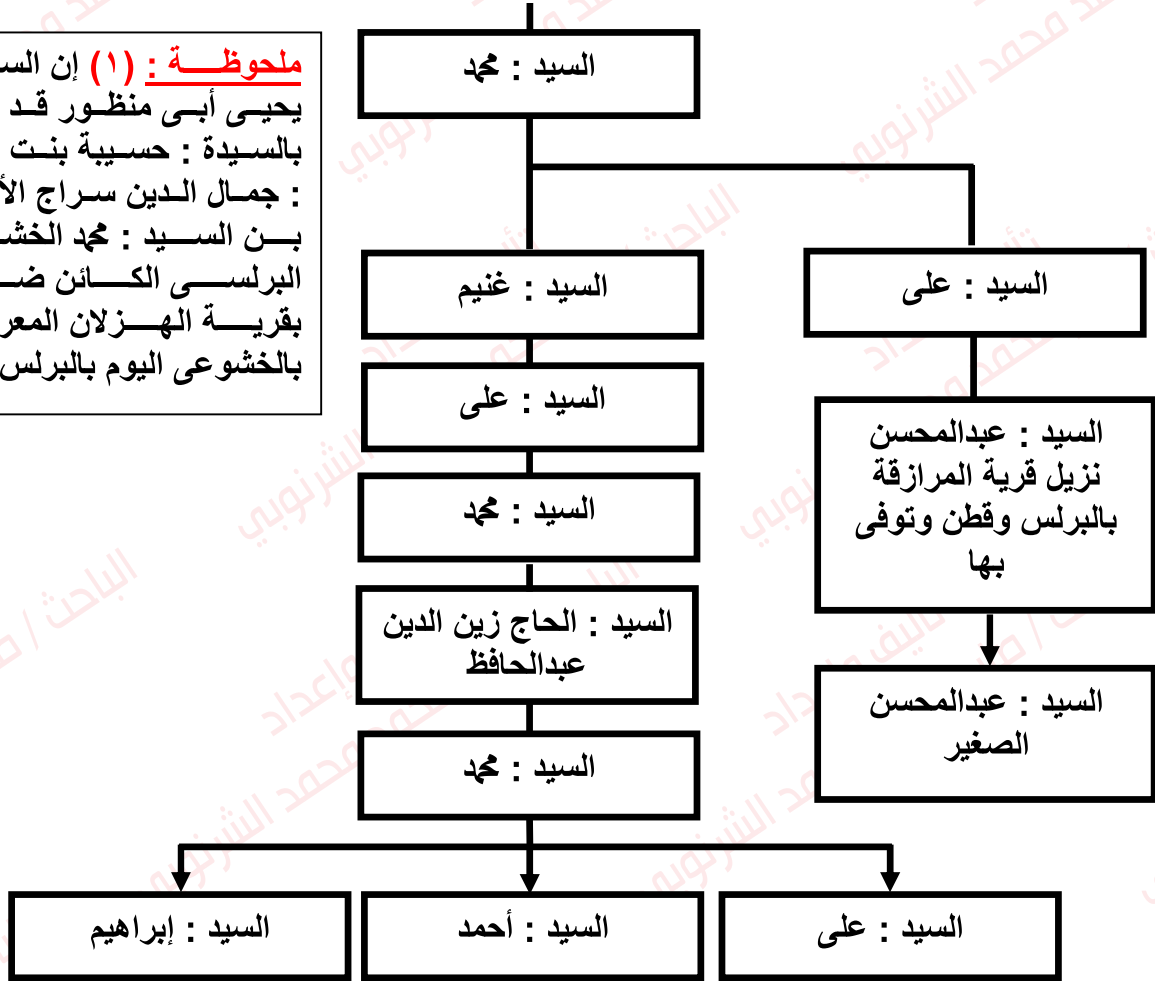 ملحوظة : (١) إن الس
يحيى أبى منظور قد
بالسيدة : حسيبة بنت
: جمال الدين سراج الأ
بن السيد : محمد الخش
البرلسى الكائن ض
بقرية الهزلان المعر
بالخشوعى اليوم بالبرلس
السيد : محمد
السيد : على
السيد : غنيم
السيد : عبدالمحسن
نزيل قرية المرازقة
بالبرلس وقطن وتوفى
بها
السيد : على
السيد : محمد
السيد : الحاج زين الدين
عبدالحافظ
السيد : عبدالمحسن
الصغير
السيد : محمد
السيد : على
السيد : أحمد
السيد : إبراهيم